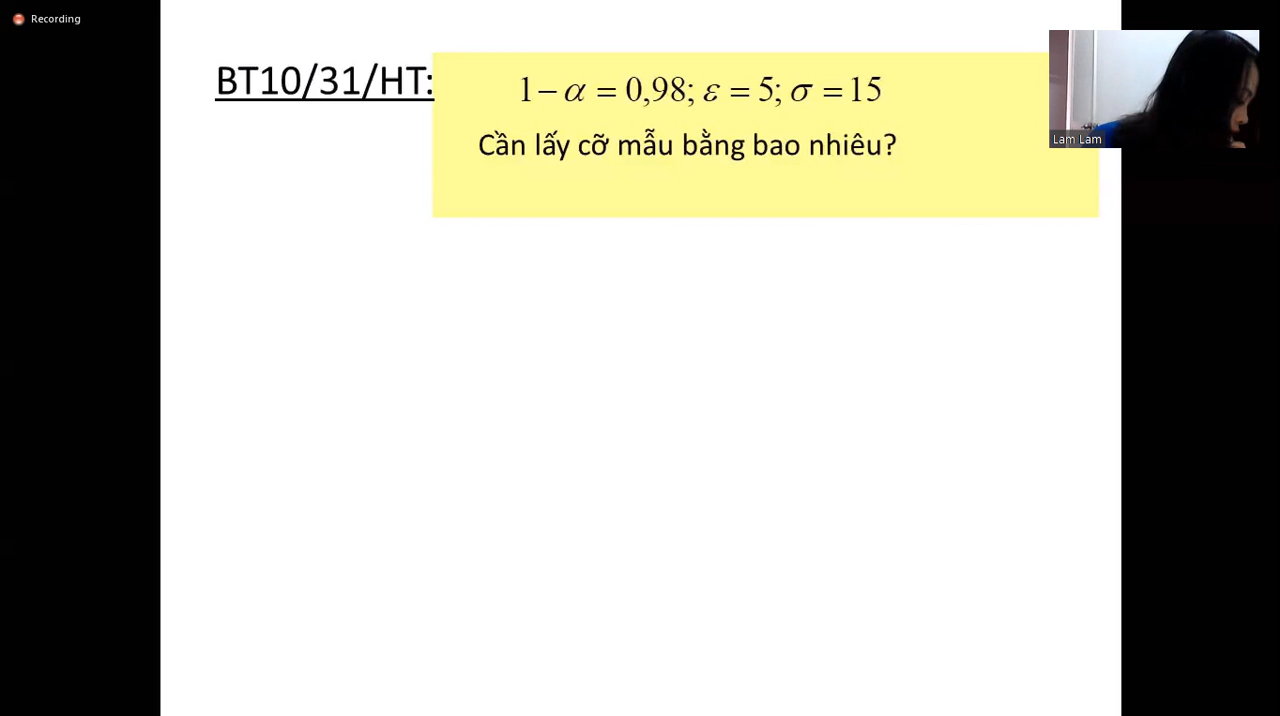 Recording
BT10/31/HT:
1− α = 0,98; ε = 5; σ = 15
Cần lấy cỡ mẫu bằng bao nhiêu?
Lam Lam